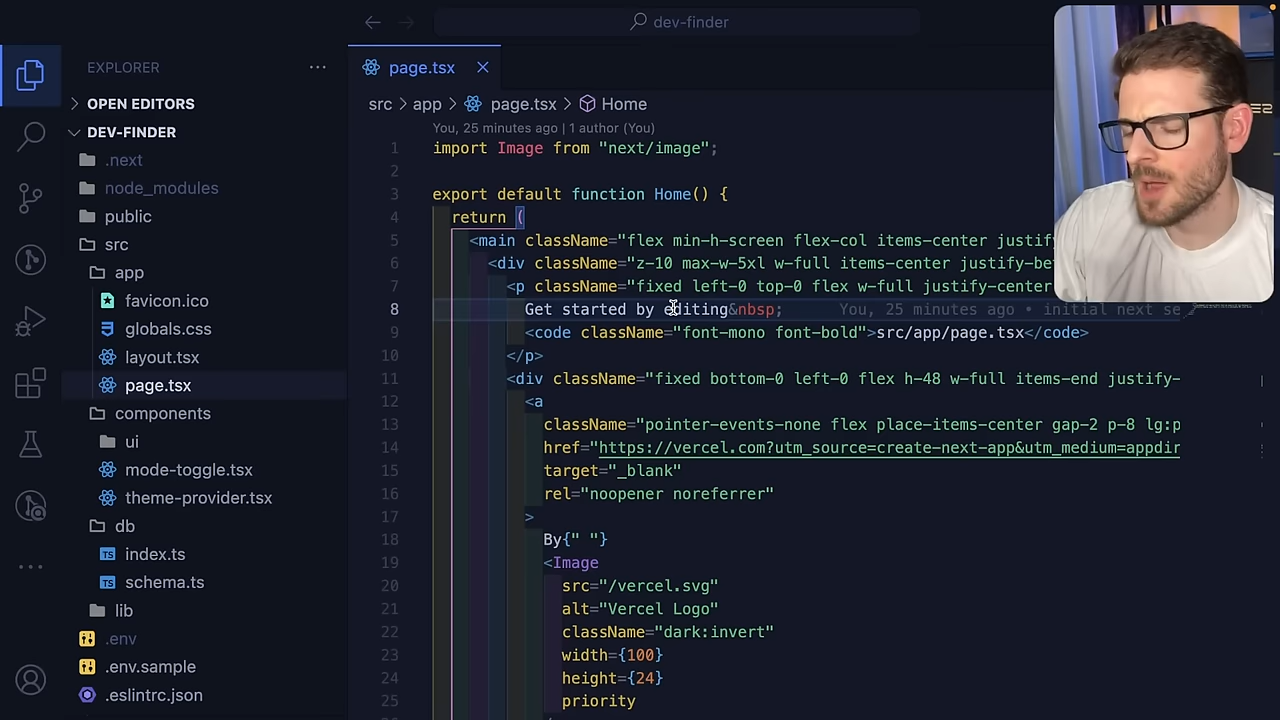 dev-finder
EXPLORER
OPEN EDITORS
DEV-FINDER
.next
node_modules
public
src
app
favicon.ico
globals.css
layout.tsx
page.tsx
components
ui
mode-toggle.tsx
theme-provider.tsx
db
index.ts
schema.ts
lib
.env
.env.sample
.eslintrc.json
page.tsx
src > app > page.tsx > Home
You, 25 minutes ago | 1 author (You)
1 import Image from "next/image";
2
3 export default function Home() {
4 return (
5 <main className="flex min-h-screen flex-col items-center justify
6 <div className="z-10 max-w-5xl w-full items-center justify-be
7 <p className="fixed left-0 top-0 flex w-full justify-center
8 Get started by editing&nbsp; You, 25 minutes ago • initial next se
9 <code className="font-mono font-bold">src/app/page.tsx</code>
10 </p>
11 <div className="fixed bottom-0 left-0 flex h-48 w-full items-end justify-
12 <a
13 className="pointer-events-none flex place-items-center gap-2 p-8 lg:p
14 href="https://vercel.com?utm_source=create-next-app&utm_medium=appdir
15 target="_blank"
16 rel="noopener noreferrer"
17 >
18 By{" "}
19 <Image
20 src="/vercel.svg"
21 alt="Vercel Logo"
22 className="dark:invert"
23 width={100}
24 height={24}
25 priority